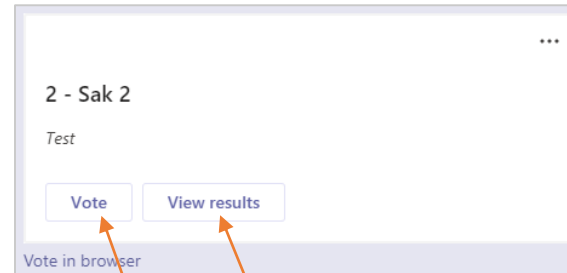 ...
2 - Sak 2
Test
Vote View results
Vote in browser